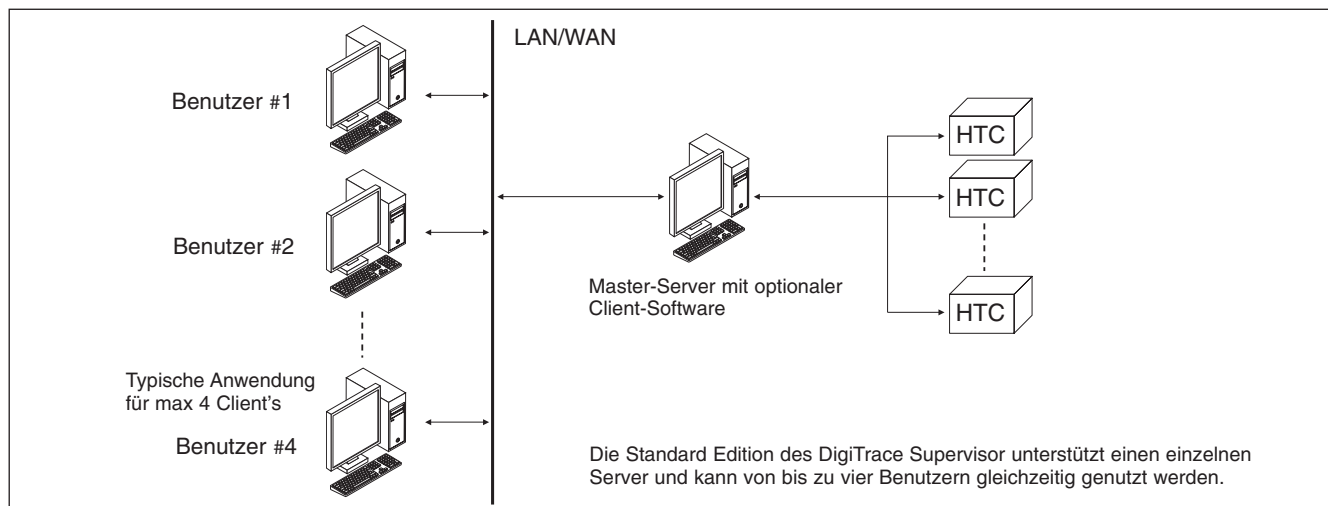 LAN/WAN
Benutzer #1
Benutzer #2
Typische Anwendung
für max 4 Client's
Benutzer #4
Master-Server mit optionaler
Client-Software
HTC
HTC
HTC
Die Standard Edition des DigiTrace Supervisor unterstützt einen einzelnen
Server und kann von bis zu vier Benutzern gleichzeitig genutzt werden.